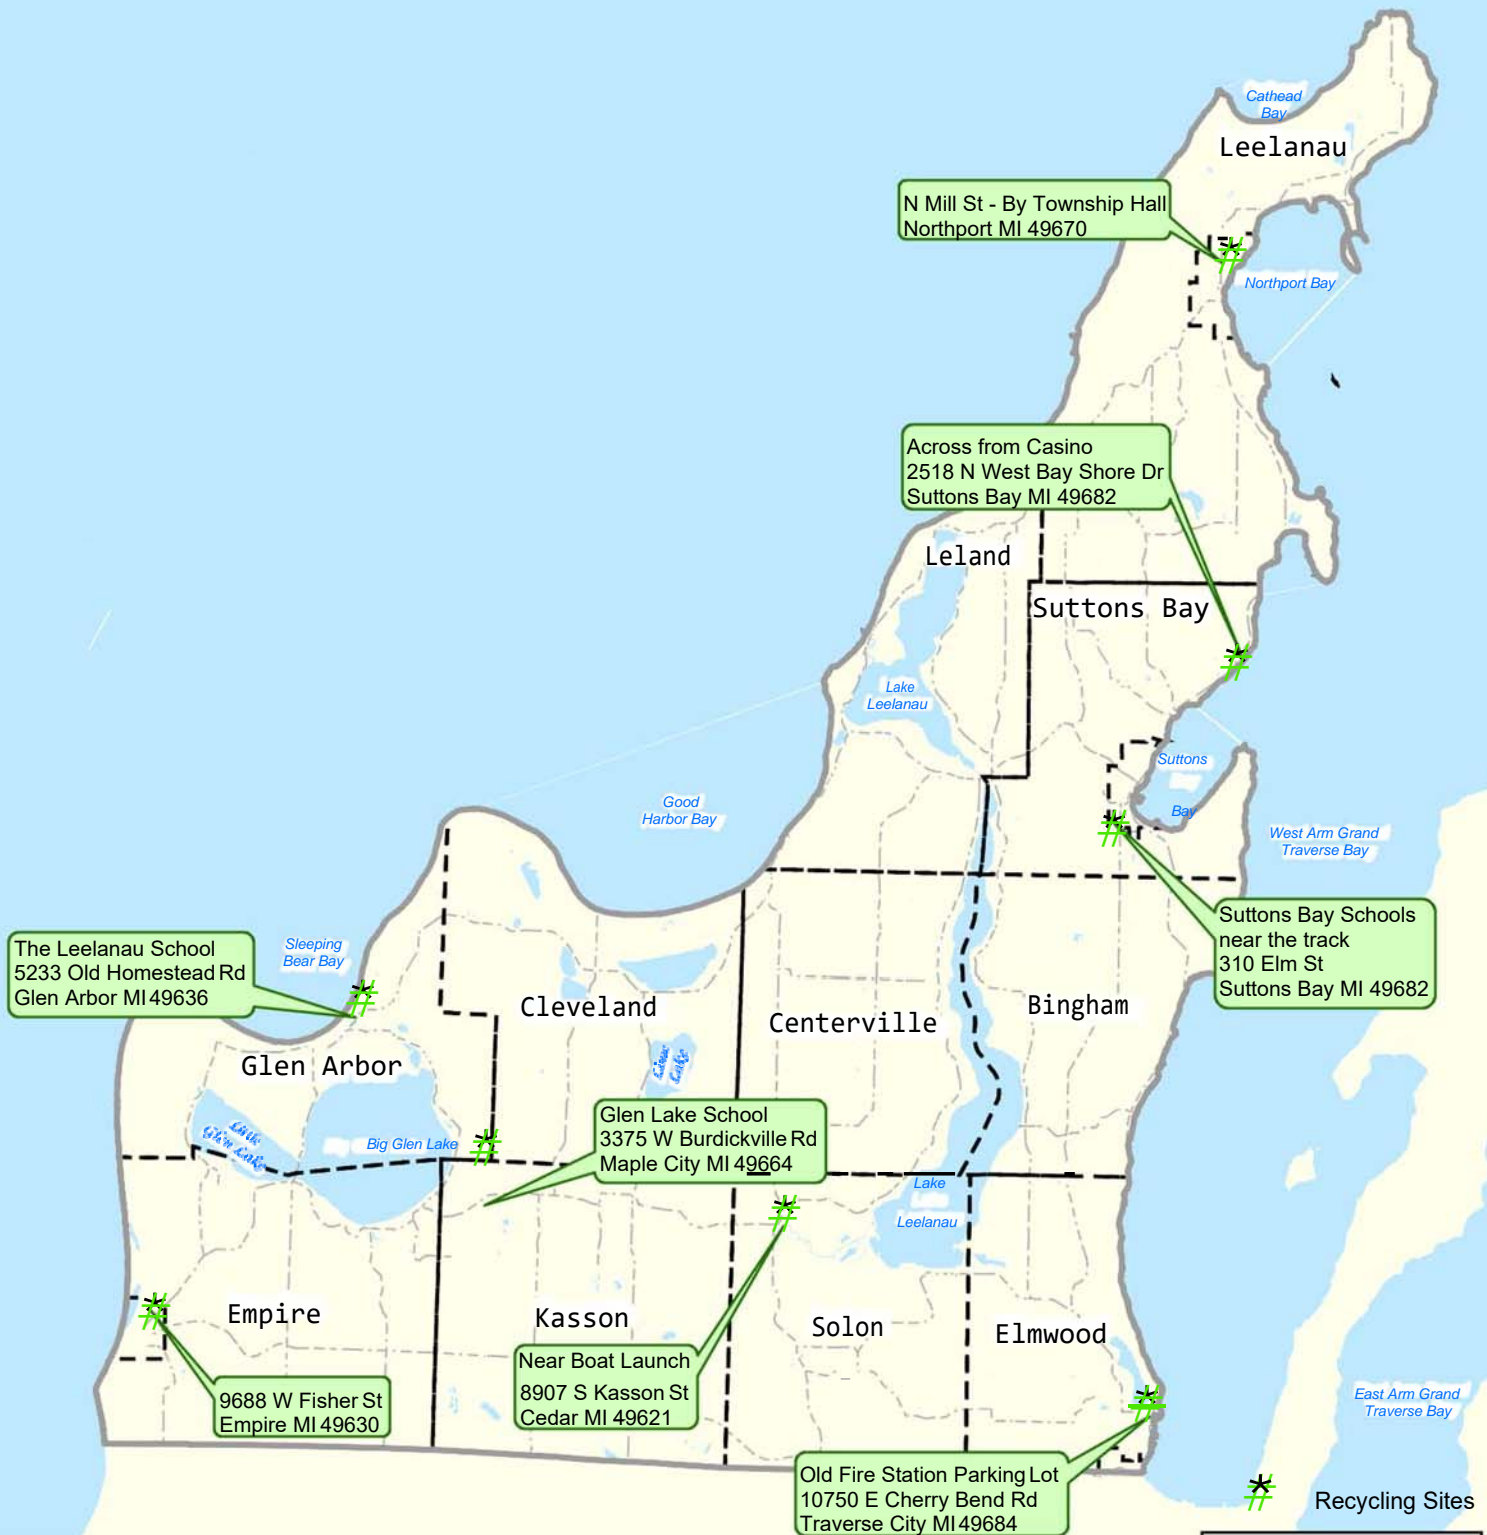 Cathead
Bay
Leelanau
N Mill St - By Township Hall
Northport MI 49670
Northport Bay
Across from Casino
2518 N West Bay Shore Dr
Suttons Bay MI 49682
Leland
Suttons Bay
Lake
Leelanau
Suttons
Bay
Good
Harbor Bay
West Arm Grand
Traverse Bay
Suttons Bay Schools
near the track
310 Elm St
Suttons Bay MI 49682
The Leelanau School
5233 Old Homestead Rd
Glen Arbor MI 49636
Sleeping
Bear Bay
Cleveland
Centerville
Bingham
Glen Arbor
Lime
Lake
Little
Glen Lake
Big Glen Lake
Glen Lake School
3375 W Burdickville Rd
Maple City MI 49664
Lake
Leelanau
Empire
Kasson
Solon
Elmwood
Near Boat Launch
8907 S Kasson St
Cedar MI 49621
9688 W Fisher St
Empire MI 49630
East Arm Grand
Traverse Bay
Old Fire Station Parking Lot
10750 E Cherry Bend Rd
Traverse City MI 49684
Recycling Sites